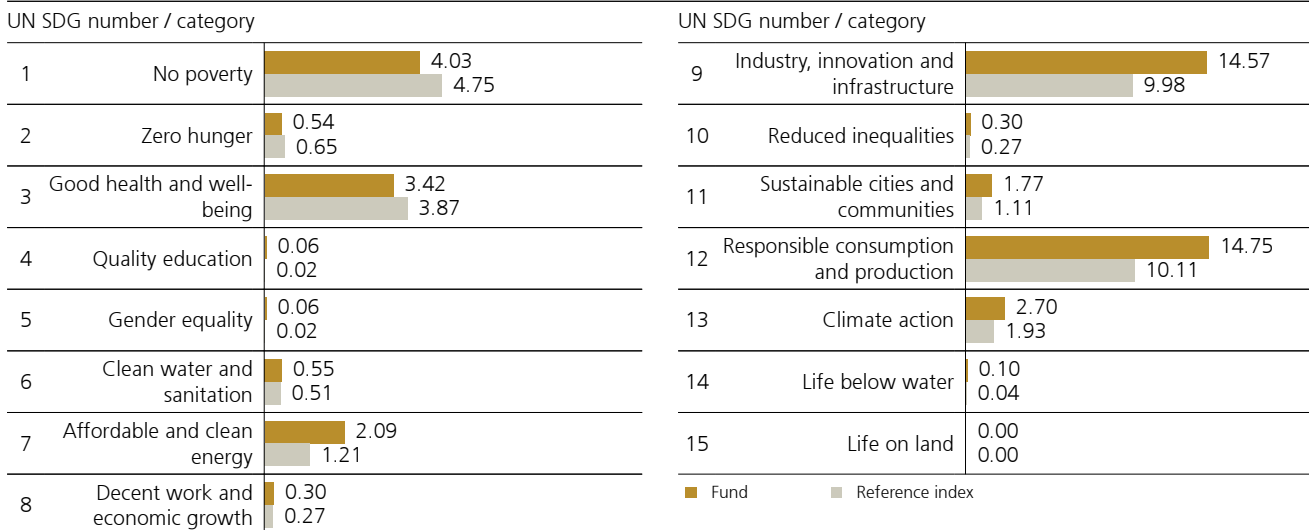 UN SDG number / category
1
No poverty
4.03
4.75
2
Zero hunger
0.54
0.65
3
Good health and well-
being
3.42
3.87
4
Quality education
0.06
0.02
5
Gender equality
0.06
0.02
6
Clean water and
sanitation
0.55
0.51
7
Affordable and clean
energy
2.09
1.21
8
Decent work and
economic growth
0.30
0.27
UN SDG number / category
9
Industry, innovation and
infrastructure
14.57
9.98
10
Reduced inequalities
0.30
0.27
11
Sustainable cities and
communities
1.77
1.11
12
Responsible consumption
and production
14.75
10.11
13
Climate action
2.70
1.93
14
Life below water
0.10
0.04
15
Life on land
0.00
0.00
Fund
Reference index